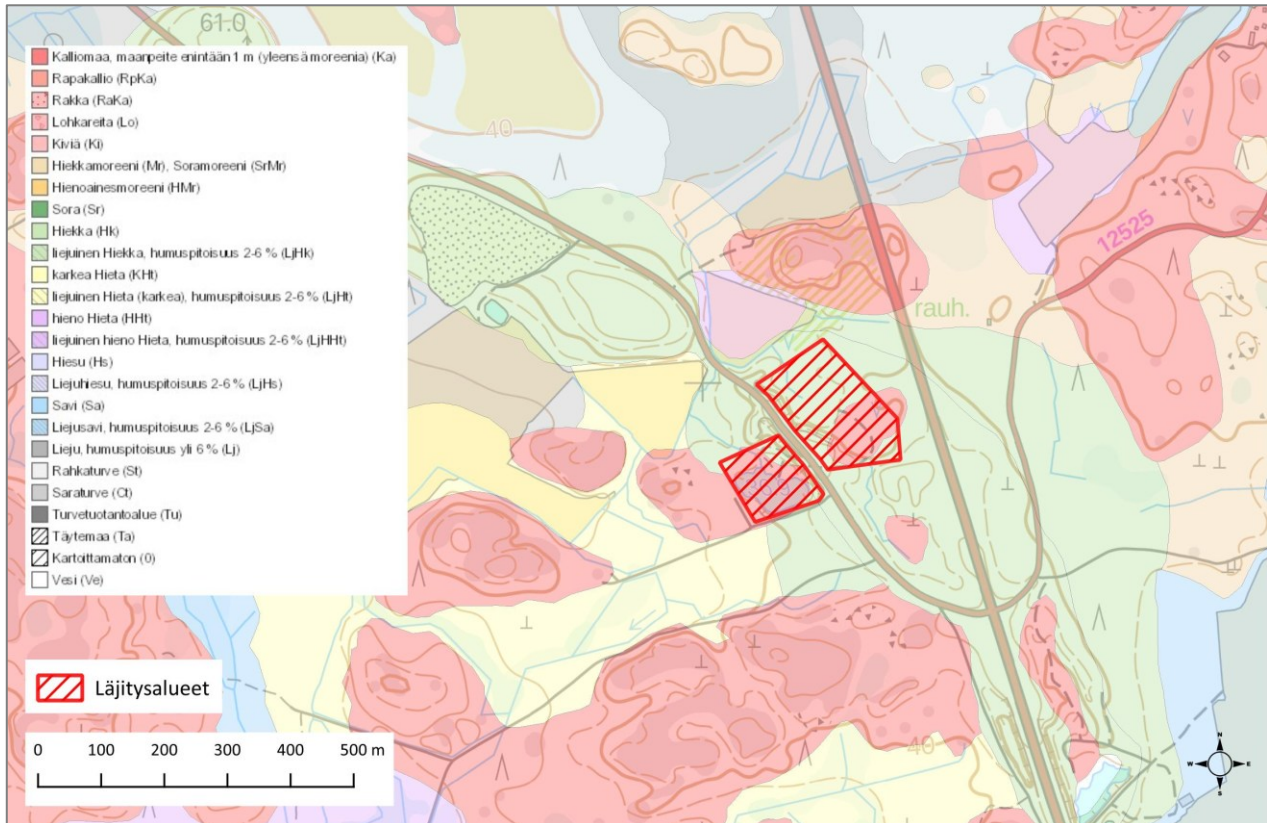 61.0
Kalliomaa, maanpeite enintään 1 m (yleensä moreenia) (Ka)
Rapakallio (RpKa)
Rakka (RaKa)
Lohkareita (Lo)
Kiviä (Ki)
Hiekkamoreeni (Mr), Soramoreeni (SrMr)
Hienoainesmoreeni (HMr)
Sora (Sr)
Hiekka (Hk)
liejuinen Hiekka, humuspitoisuus 2-6 % (LjHk)
karkea Hieta (KHt)
liejuinen Hieta (karkea), humuspitoisuus 2-6 % (LjHt)
hieno Hieta (HHt)
liejuinen hieno Hieta, humuspitoisuus 2-6 % (LjHHt)
Hiesu (Hs)
Liejuhiesu, humuspitoisuus 2-6 % (LjHs)
Savi (Sa)
Liejusavi, humuspitoisuus 2-6 % (LjSa)
Lieju, humuspitoisuus yli 6 % (Lj)
Rahkaturve (St)
Saraturve (Ct)
Turvetuotantoalue (Tu)
Täytemaa (Ta)
Kartoittamaton (0)
Vesi (Ve)
40
12525
rauh.
40
Läjitysalueet
0 100 200 300 400 500 m
N
W E
S